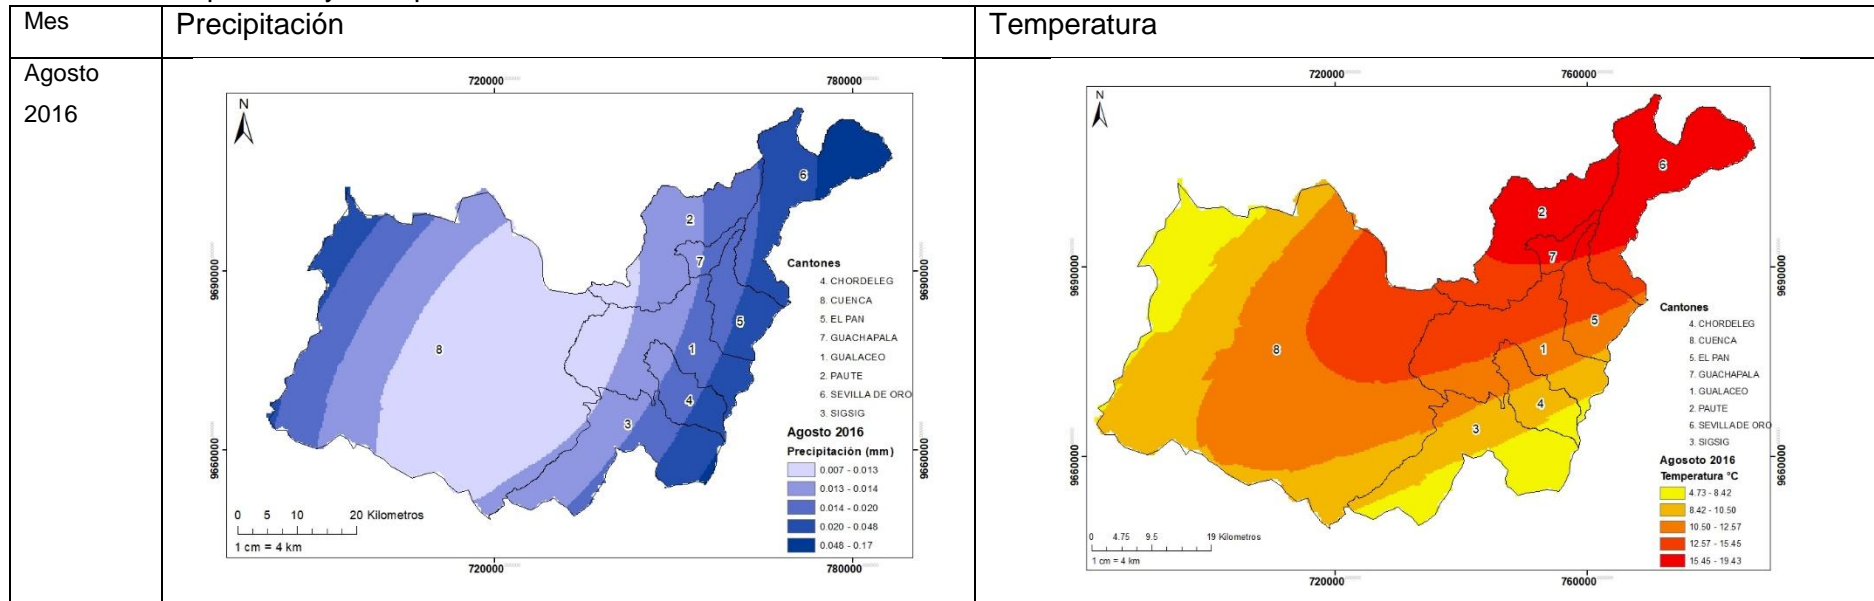 Mes
Precipitación
Temperatura
Agosto
2016
720000
780000
N
9690000
9690000
9660000
9660000
6
2
7
5
8
1
4
3
Cantones
4. CHORDELEG
8. CUENCA
5. EL PAN
7. GUACHAPALA
1. GUALACEO
2. PAUTE
6. SEVILLA DE ORO
3. SIGSIG
Agosto 2016
Precipitación (mm)
0.007 - 0.013
0.013 - 0.014
0.014 - 0.020
0.020 - 0.048
0.048 - 0.17
0 5 10 20 Kilometros
1 cm = 4 km
720000
780000
720000
760000
N
9690000
9690000
9660000
9660000
6
2
7
5
8
1
4
3
Cantones
4. CHORDELEG
8. CUENCA
5. EL PAN
7. GUACHAPALA
1. GUALACEO
2. PAUTE
6. SEVILLA DE ORO
3. SIGSIG
Agosoto 2016
Temperatura °C
4.73 - 8.42
8.42 - 10.50
10.50 - 12.57
12.57 - 15.45
15.45 - 19.43
0 4.75 9.5 19 Kilometros
1 cm = 4 km
720000
760000